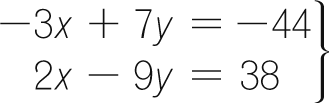 −3x + 7y = −44
2x − 9y = 38